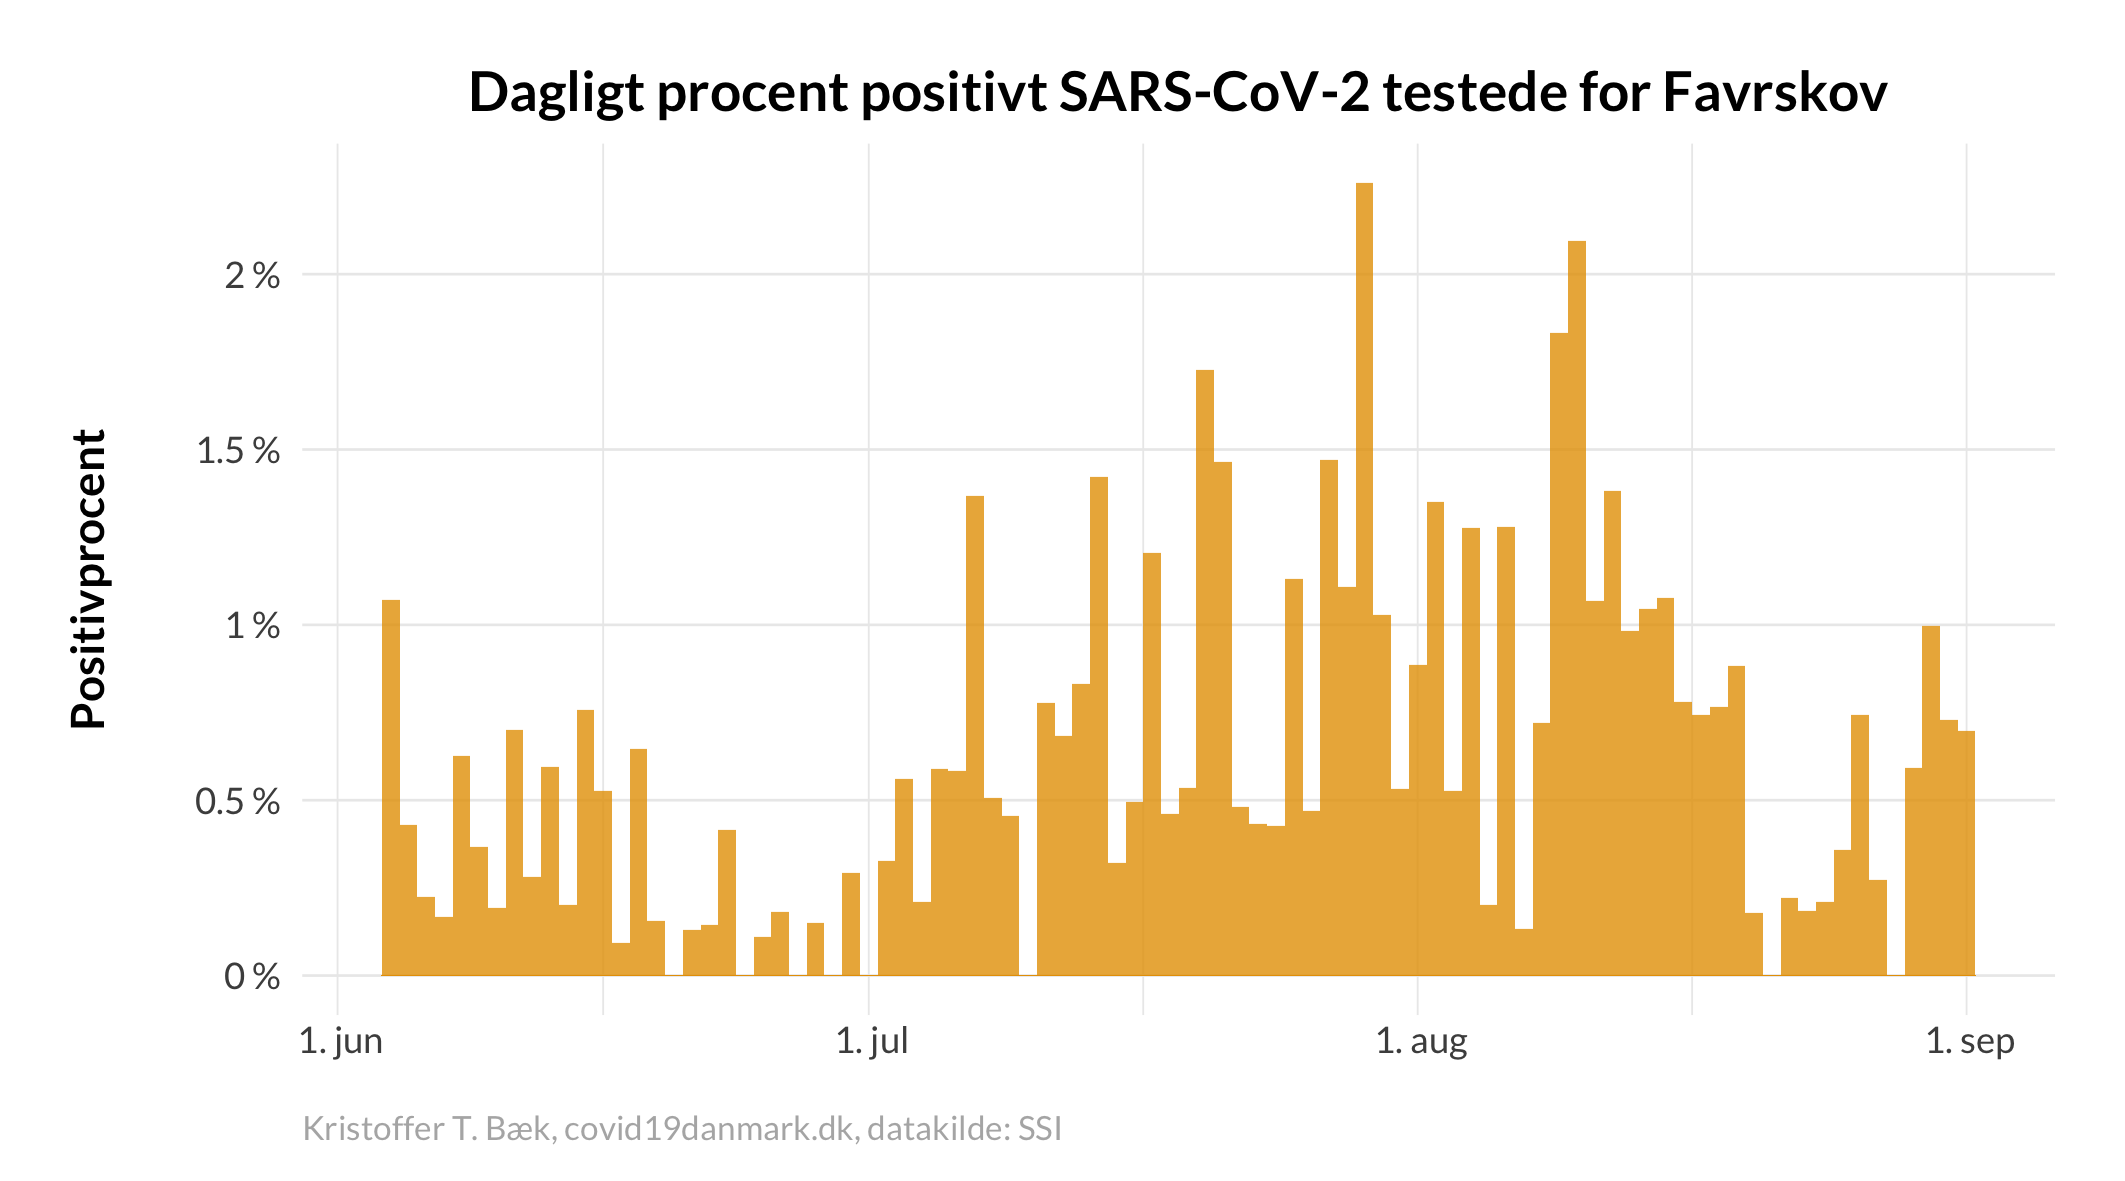 Dagligt procent positivt SARS-CoV-2 testede for Favrskov
Positivprocent
2 %
1.5 %
1 %
0.5 %
0 %
1. jun
1. jul
1. aug
1. sep
Kristoffer T. Bæk, covid19danmark.dk, datakilde: SSI